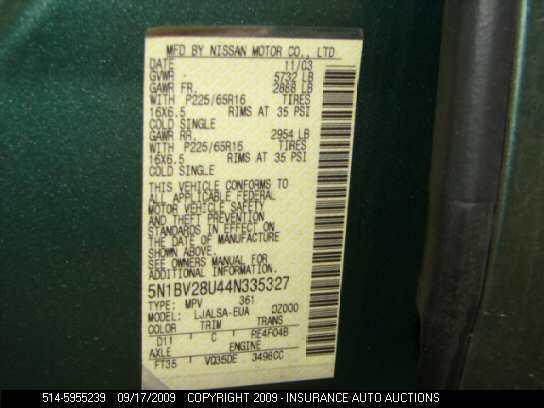 MFD BY NISSAN MOTOR CO., LTD
DATE 11/03
GVWR - 5732 LB
GAWR FR. 2888 LB
WITH P225/65R16 TIRES
16X6.5 RIMS AT 35 PSI
COLD SINGLE
GAWR RR. 2954 LB
WITH P225/65R16 TIRES
16X6.5 RIMS AT 35 PSI
COLD SINGLE
THIS VEHICLE CONFORMS TO
ALL APPLICABLE FEDERAL
MOTOR VEHICLE SAFETY
AND THEFT PREVENTION
STANDARDS IN EFFECT ON
THE DATE OF MANUFACTURE
SHOWN ABOVE.
SEE OWNERS MANUAL FOR
ADDITIONAL INFORMATION.
5N1BV28U44N335327
TYPE: MPV 361
MODEL: LJALSA-EUA DZ000
COLOR TRIM TRANS
D11 C RE4F04B
AXLE ENGINE
FT35 VQ35DE 3498CC
514-5955239 09/17/2009 COPYRIGHT 2009 - INSURANCE AUTO AUCTIONS